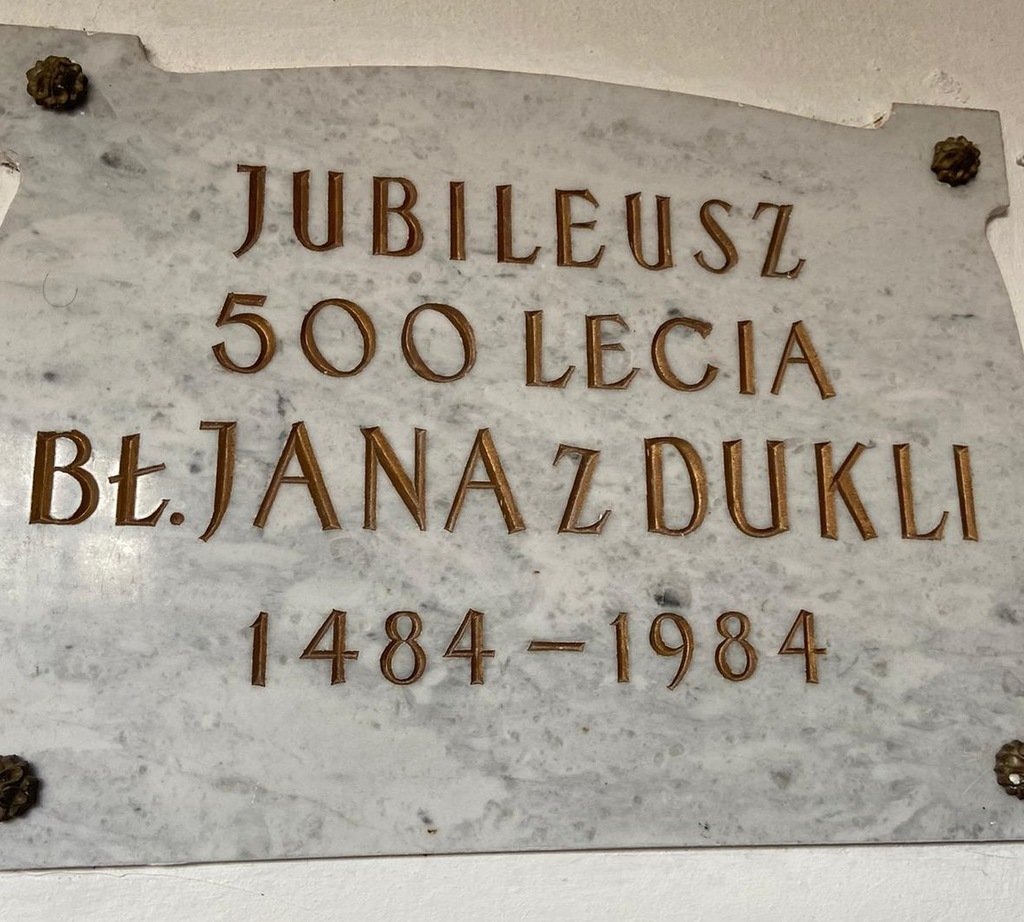 JUBILEUSZ
500 LECIA
BŁ. JANA Z DUKLI
1484 – 1984